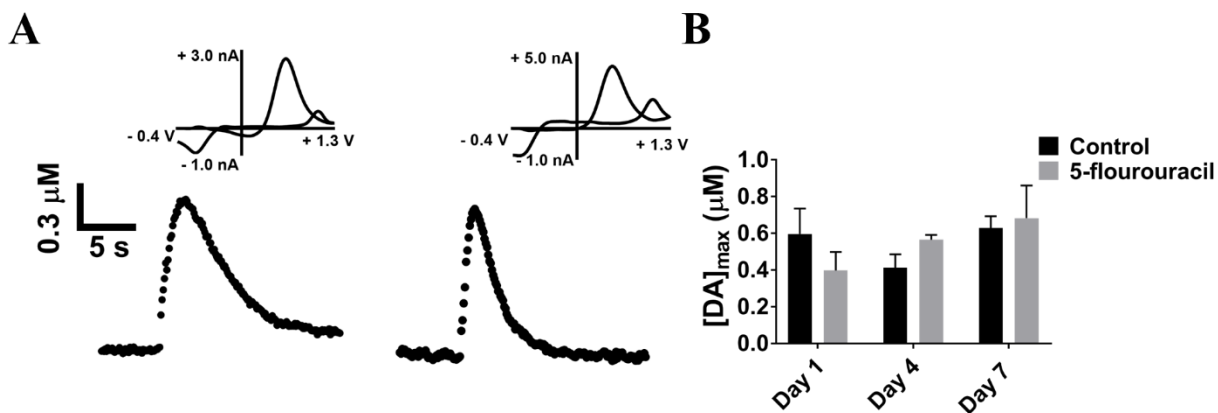 A
+ 3.0 nA
- 0.4 V
+ 1.3 V
- 1.0 nA
+ 5.0 nA
- 0.4 V
+ 1.3 V
- 1.0 nA
0.3 µM
5 s
B
Control
5-flourouracil
[DA]max (µM)
1.0
0.8
0.6
0.4
0.2
0.0
Day 1
Day 4
Day 7